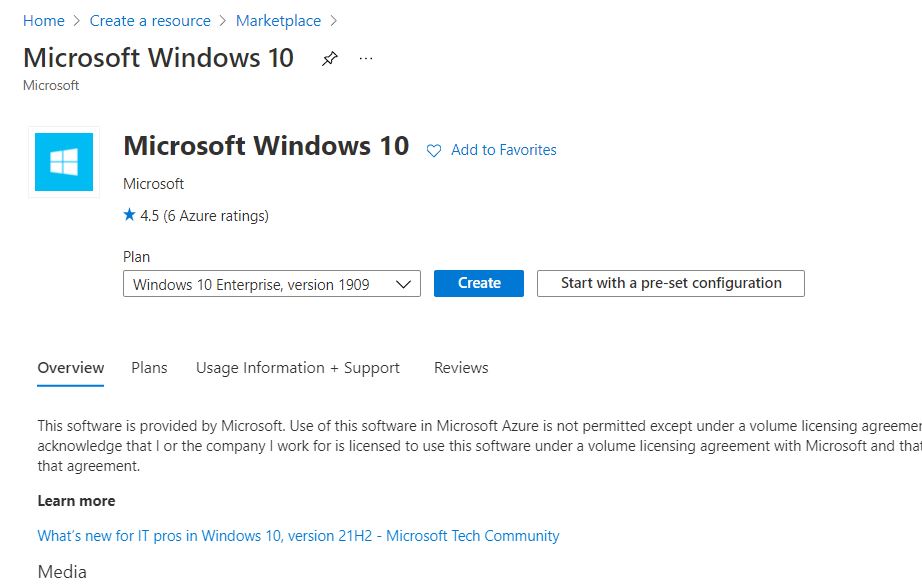 Home > Create a resource > Marketplace >
Microsoft Windows 10 ...
Microsoft
Microsoft Windows 10 Add to Favorites
Microsoft
4.5 (6 Azure ratings)
Plan
Windows 10 Enterprise, version 1909 Create Start with a pre-set configuration
Overview Plans Usage Information + Support Reviews
This software is provided by Microsoft. Use of this software in Microsoft Azure is not permitted except under a volume licensing
acknowledge that I or the company I work for is licensed to use this software under a volume licensing agreement with Microsoft and
that agreement.
Learn more
What's new for IT pros in Windows 10, version 21H2 - Microsoft Tech Community
Media